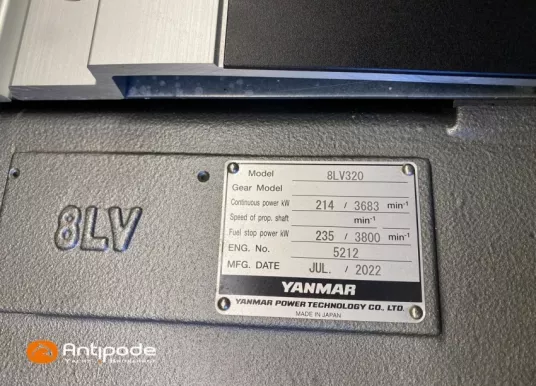 8LV
Model 8LV320
Gear Model
Continuous power kW 214 / 3683 min⁻¹
Speed of prop. shaft min⁻¹
Fuel stop power kW 235 / 3800 min⁻¹
ENG. No. 5212
MFG. DATE JUL. / 2022
YANMAR
YANMAR POWER TECHNOLOGY CO., LTD.
MADE IN JAPAN
Antipode